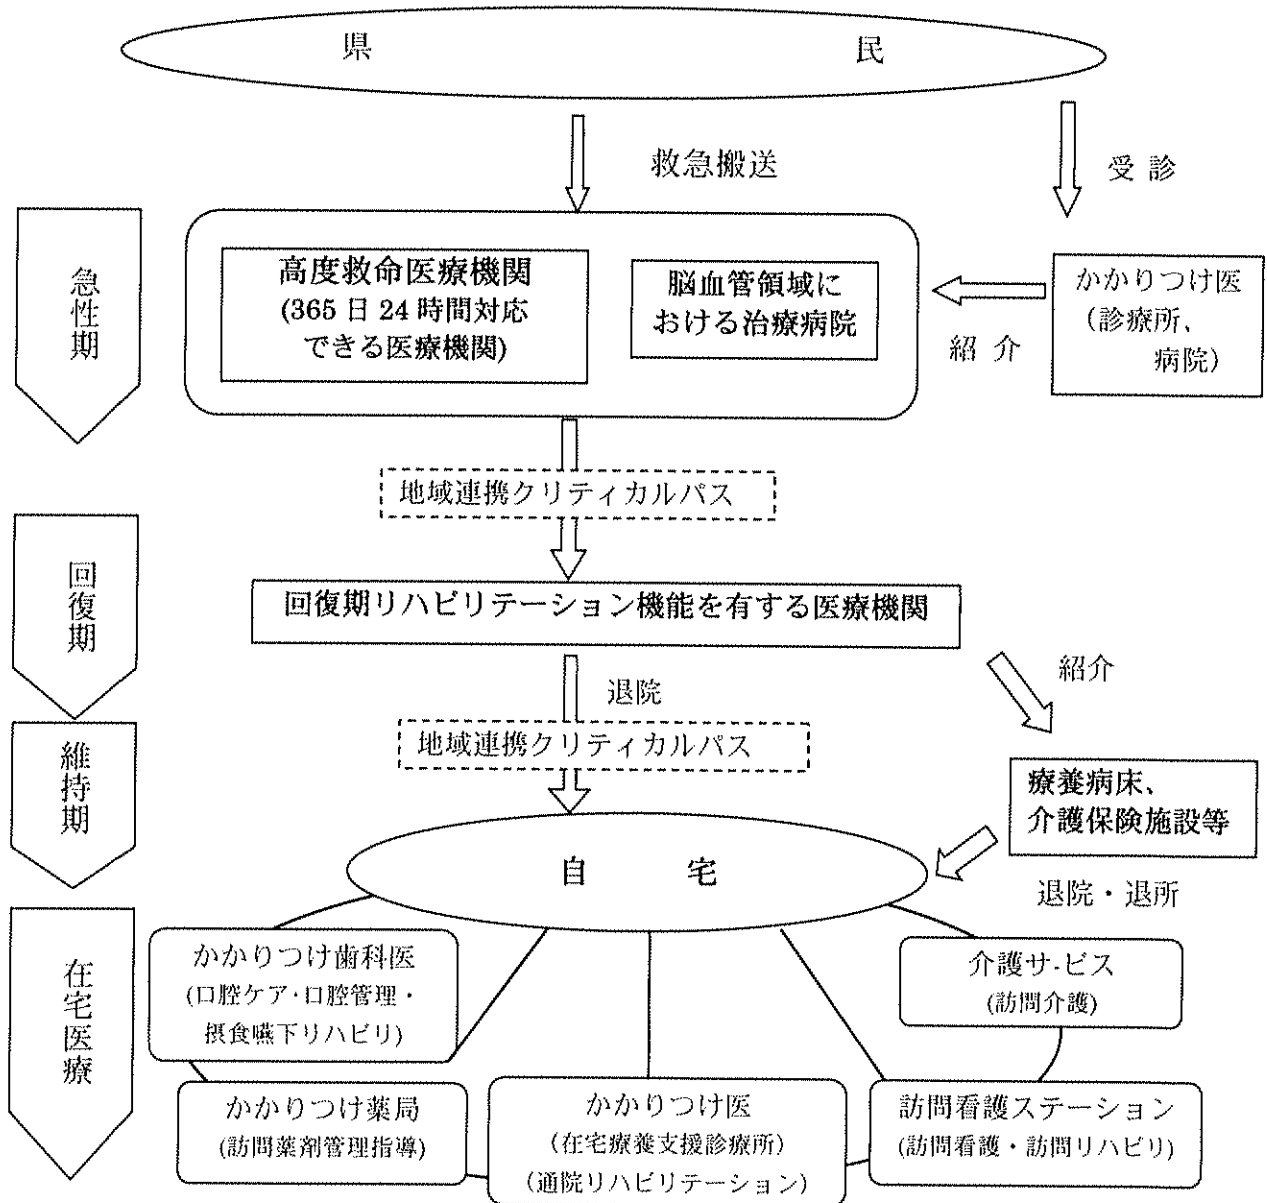 県　民
救急搬送
受 診
急性期
高度救命医療機関
(365 日 24 時間対応
できる医療機関)
脳血管領域に
おける治療病院
紹 介
かかりつけ医
（診療所、
病院）
地域連携クリティカルパス
回復期
回復期リハビリテーション機能を有する医療機関
退院
紹介
地域連携クリティカルパス
維持期
療養病床、
介護保険施設等
自　宅
退院・退所
在宅医療
かかりつけ歯科医
(口腔ケア・口腔管理・
摂食嚥下リハビリ)
介護サ-ビス
(訪問介護)
かかりつけ薬局
(訪問薬剤管理指導)
かかりつけ医
（在宅療養支援診療所）
（通院リハビリテーション）
訪問看護ステーション
(訪問看護・訪問リハビリ)